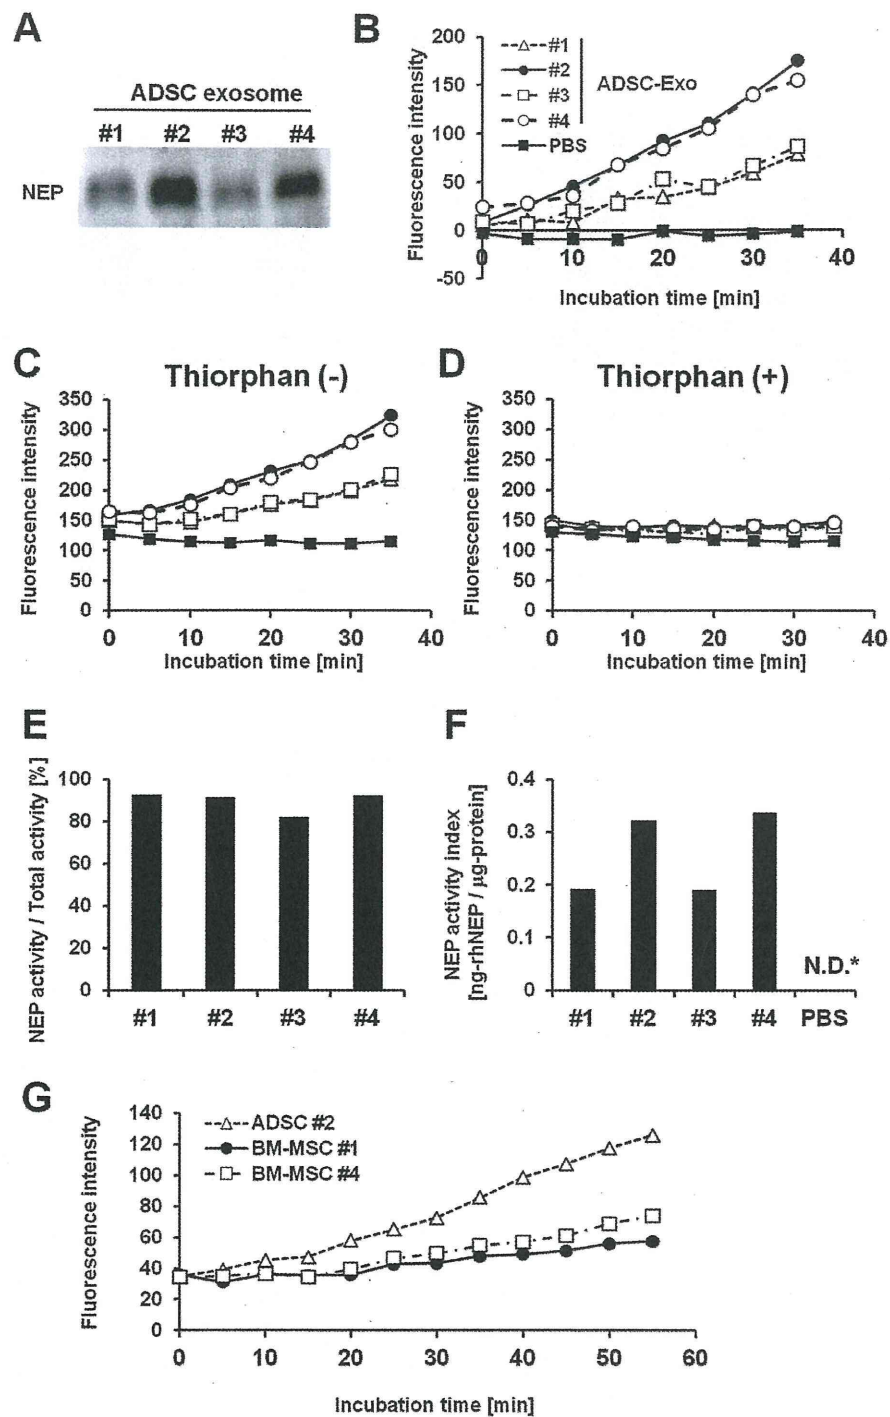 A
ADSC exosome
#1 #2 #3 #4
NEP
B
Fluorescence intensity
200
150
100
50
0
-50
0 10 20 30 40
Incubation time [min]
#1
#2
#3
#4
PBS
ADSC-Exo
C
Thiorphan (-)
Fluorescence intensity
350
300
250
200
150
100
50
0
0 10 20 30 40
Incubation time [min]
D
Thiorphan (+)
Fluorescence intensity
350
300
250
200
150
100
50
0
0 10 20 30 40
Incubation time [min]
E
NEP activity / Total activity [%]
100
80
60
40
20
0
#1 #2 #3 #4
F
NEP activity index
[ng-rhNEP / µg-protein]
0.4
0.3
0.2
0.1
0
N.D.*
#1 #2 #3 #4 PBS
G
Fluorescence intensity
140
120
100
80
60
40
20
0
ADSC #2
BM-MSC #1
BM-MSC #4
0 10 20 30 40 50 60
Incubation time [min]